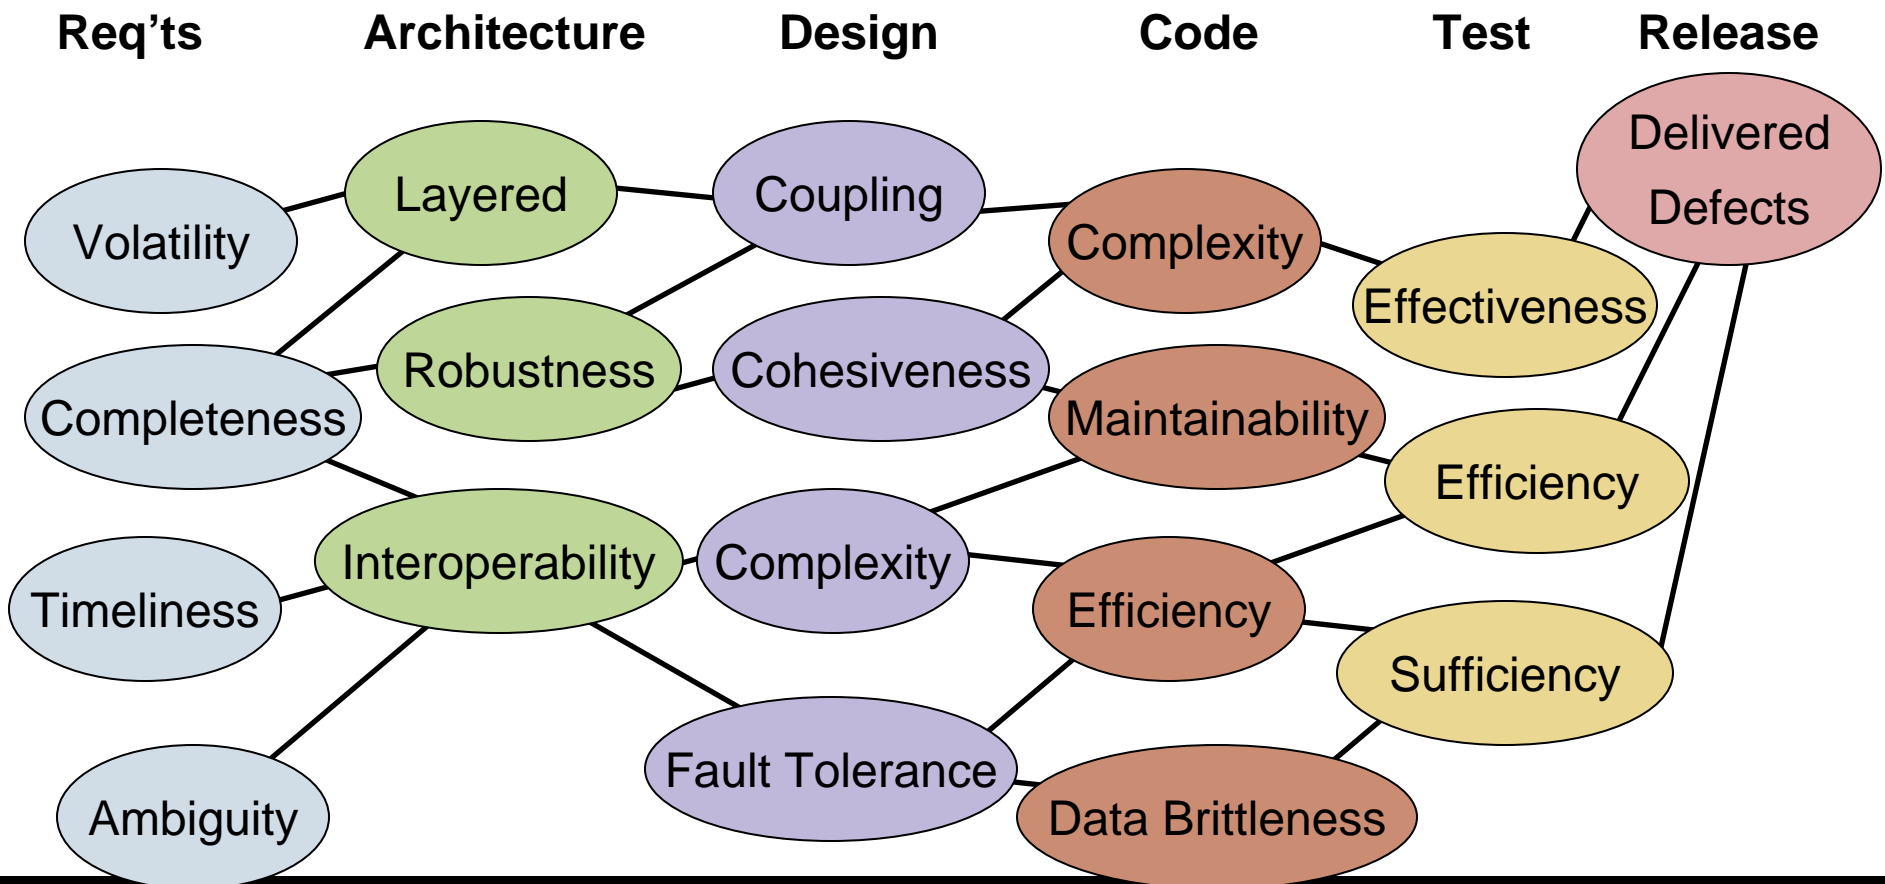 Req’ts Architecture Design Code Test Release
Volatility
Completeness
Timeliness
Ambiguity
Layered
Robustness
Interoperability
Coupling
Cohesiveness
Complexity
Fault Tolerance
Complexity
Maintainability
Efficiency
Data Brittleness
Effectiveness
Efficiency
Sufficiency
Delivered
Defects